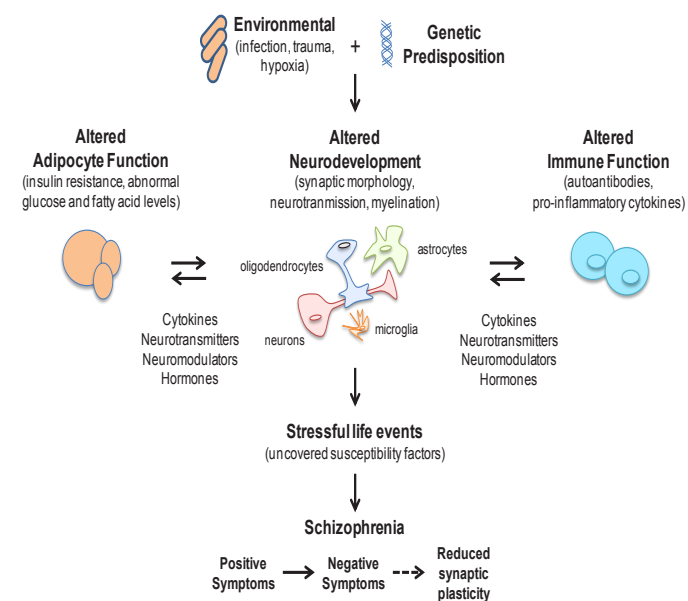 Environmental
(infection, trauma,
hypoxia)
+
Genetic
Predisposition
Altered
Adipocyte Function
(insulin resistance, abnormal
glucose and fatty acid levels)
Altered
Neurodevelopment
(synaptic morphology,
neurotranmission, myelination)
Altered
Immune Function
(autoantibodies,
pro-inflammatory cytokines)
oligodendrocytes
astrocytes
neurons
microglia
Cytokines
Neurotransmitters
Neuromodulators
Hormones
Cytokines
Neurotransmitters
Neuromodulators
Hormones
Stressful life events
(uncovered susceptibility factors)
Schizophrenia
Positive
Symptoms
Negative
Symptoms
Reduced
synaptic
plasticity